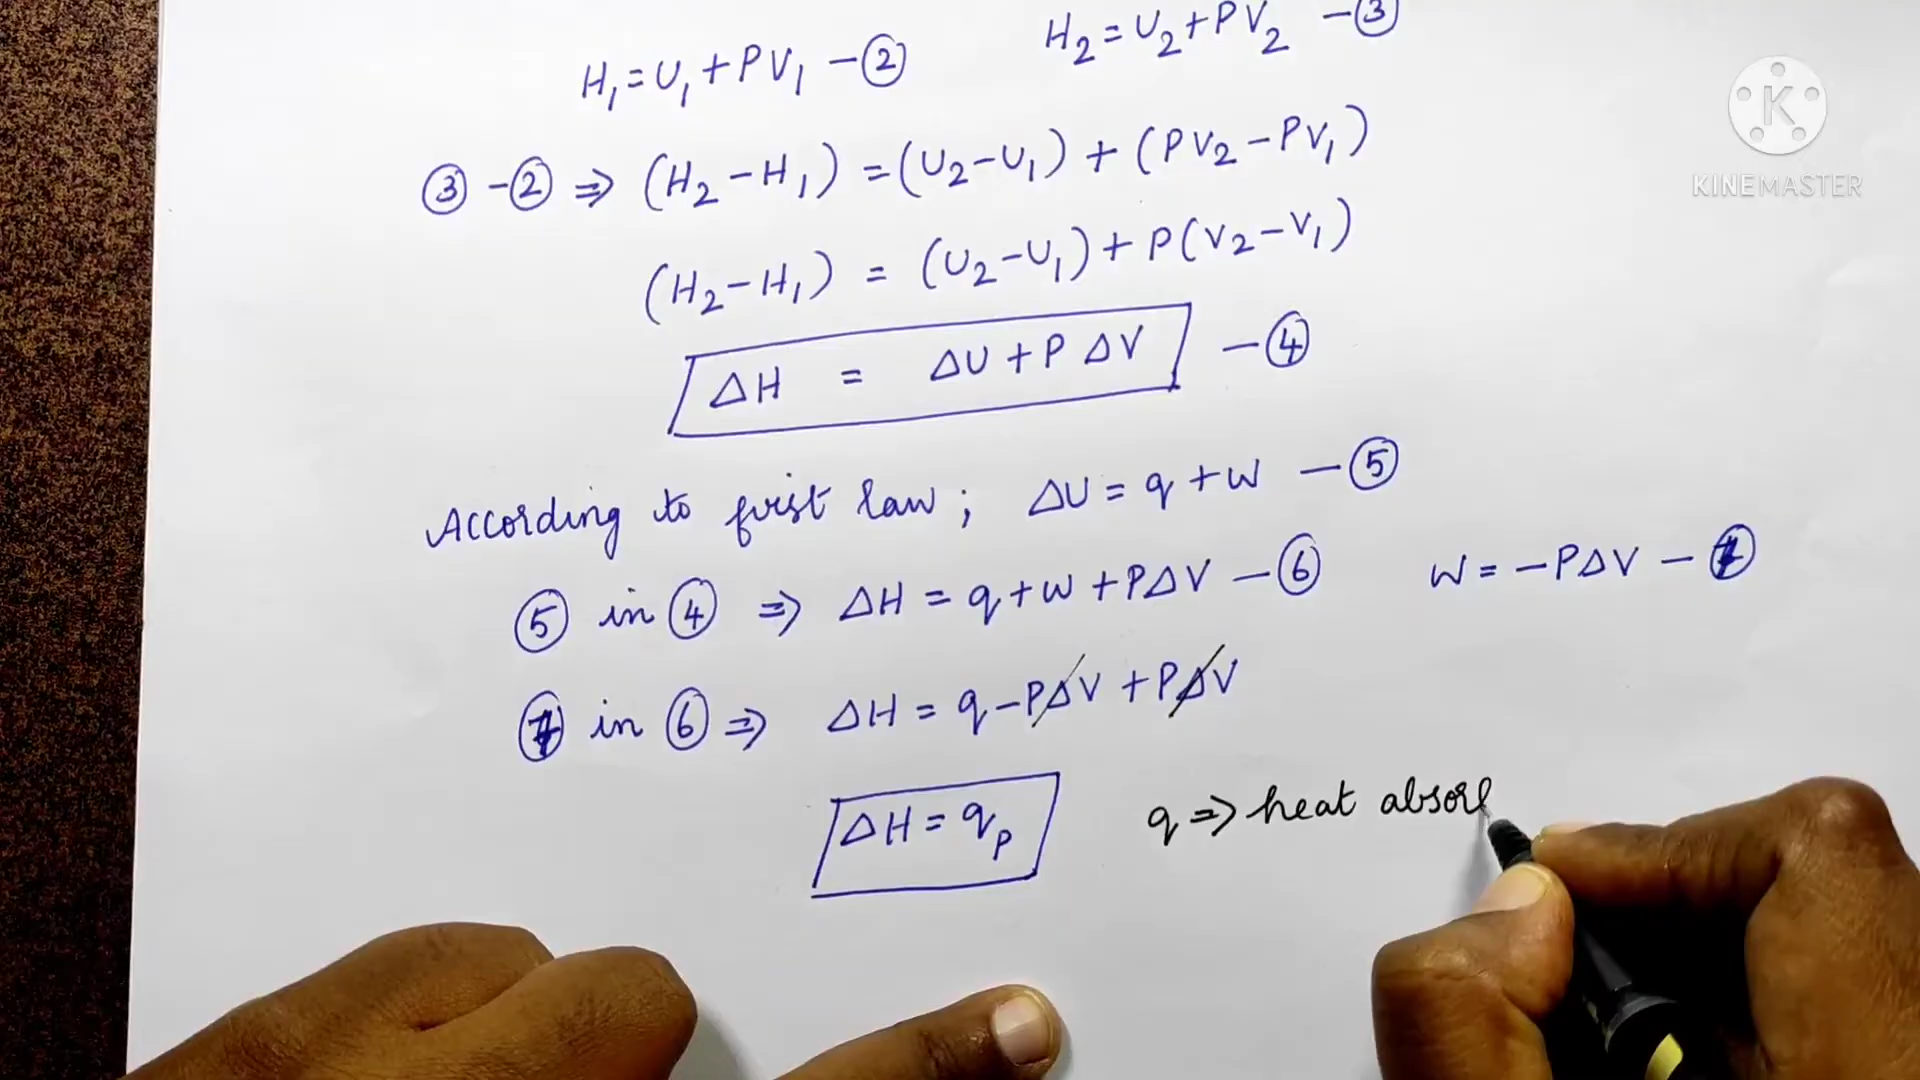 H₁ = U₁ + PV₁ – ②
H₂ = U₂ + PV₂ – ③
③ – ② ⇒ (H₂ – H₁) = (U₂ – U₁) + (PV₂ – PV₁)
(H₂ – H₁) = (U₂ – U₁) + P(V₂ – V₁)
ΔH = ΔU + P ΔV – ④
According to first law; ΔU = q + W – ⑤
⑤ in ④ ⇒ ΔH = q + W + PΔV – ⑥
W = –PΔV – ⑦
⑦ in ⑥ ⇒ ΔH = q – PΔV + PΔV
ΔH = qₚ
q ⇒ heat absor
KINEMASTER